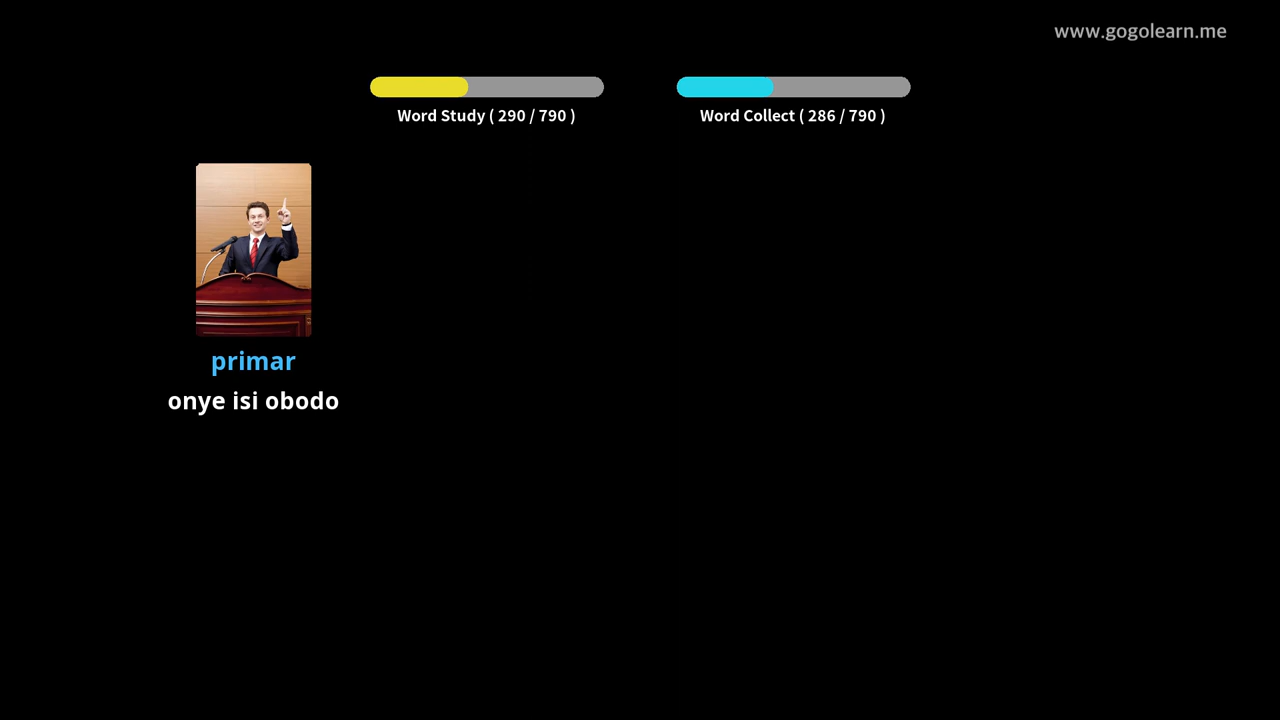 www.gogolearn.me
Word Study ( 290 / 790 )
Word Collect ( 286 / 790 )
primar
onye isi obodo